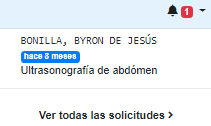 1
BONILLA, BYRON DE JESÚS
hace 8 meses
Ultrasonografía de abdómen
Ver todas las solicitudes